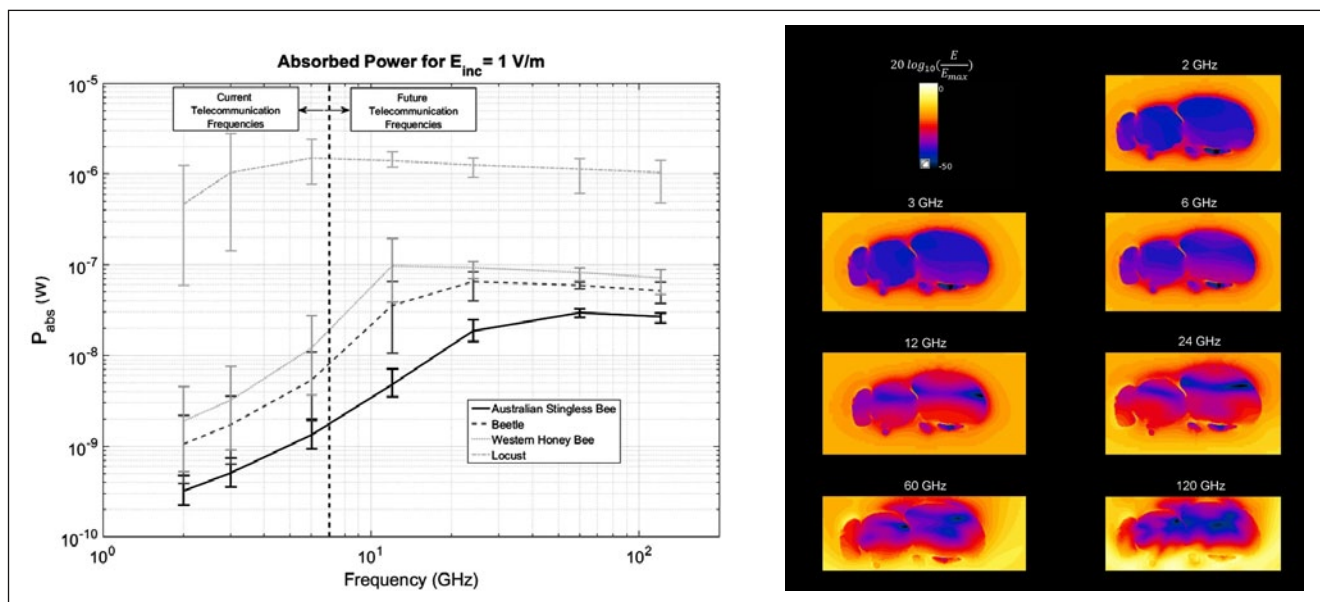 Absorbed Power for E_inc = 1 V/m
10^-5
10^-6
10^-7
10^-8
10^-9
10^-10
P_abs (W)
Current
Telecommunication
Frequencies
Future
Telecommunication
Frequencies
Australian Stingless Bee
Beetle
Western Honey Bee
Locust
10^0
10^1
10^2
Frequency (GHz)
20 log_10(E/E_max)
0
-50
2 GHz
3 GHz
6 GHz
12 GHz
24 GHz
60 GHz
120 GHz